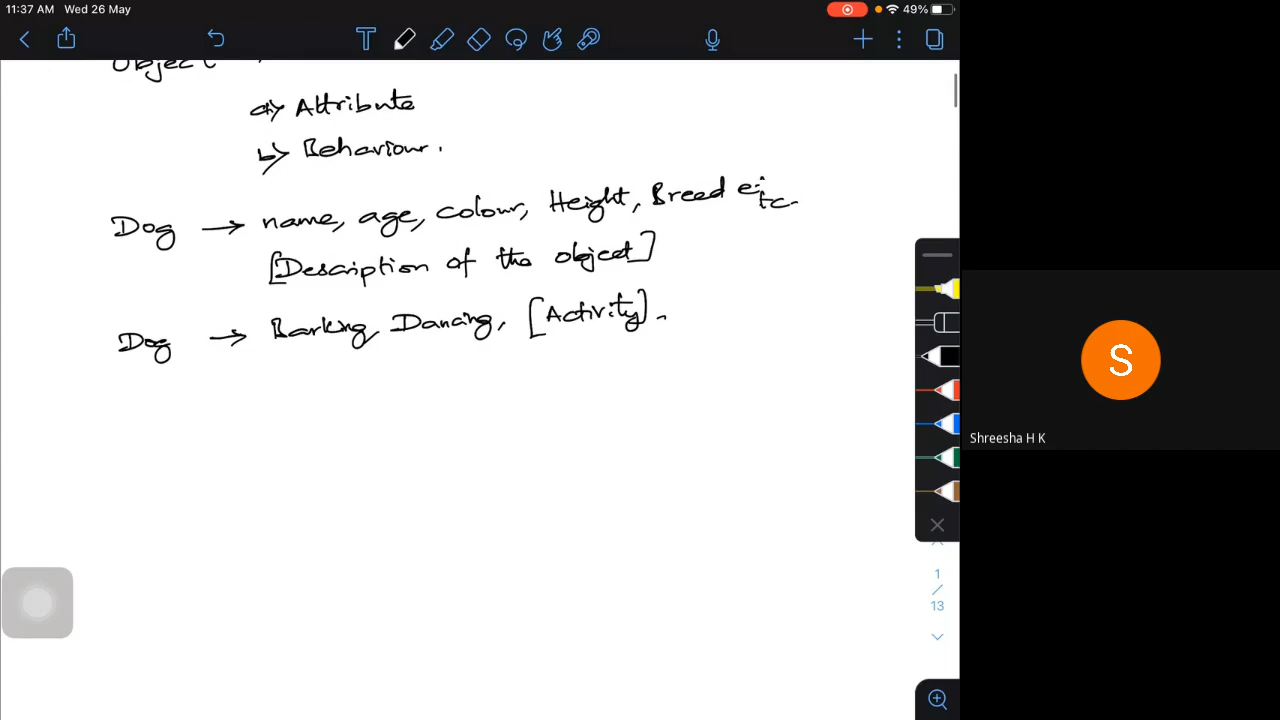 11:37 AM Wed 26 May
49%
Object
a) Attribute
b) Behaviour.
Dog → name, age, colour, Height, Breed etc.
[Description of the object]
Dog → Barking, Dancing, [Activity].
S
Shreesha H K
1
/
13